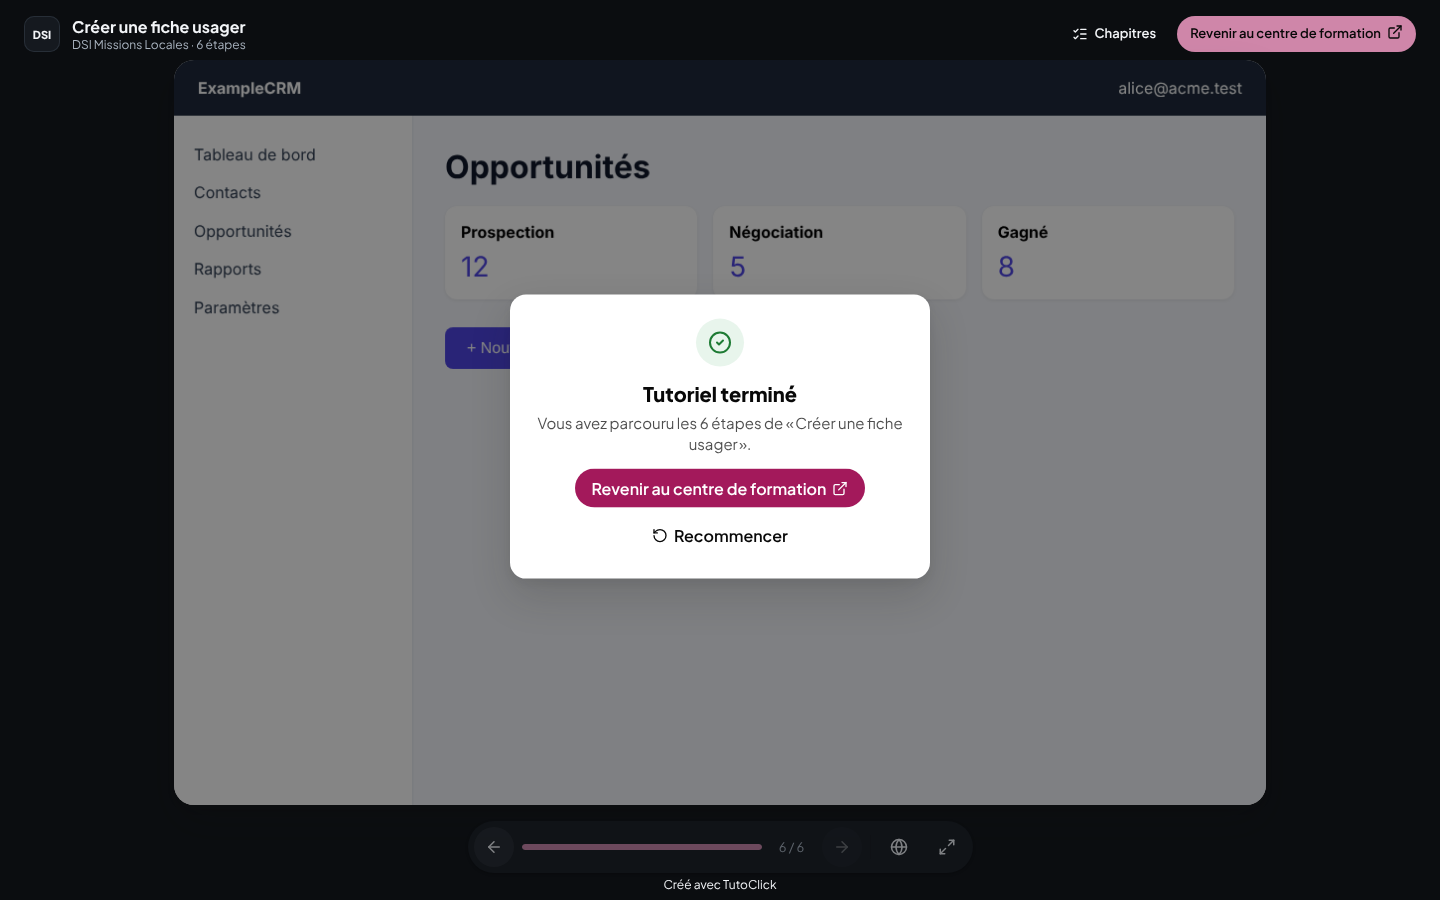 DSI
Créer une fiche usager
DSI Missions Locales · 6 étapes
Chapitres
Revenir au centre de formation
ExampleCRM
alice@acme.test
Tableau de bord
Contacts
Opportunités
Rapports
Paramètres
Opportunités
Prospection
12
Négociation
5
Gagné
8
+ Nou
Tutoriel terminé
Vous avez parcouru les 6 étapes de « Créer une fiche
usager ».
Revenir au centre de formation
Recommencer
6 / 6
Créé avec TutoClick